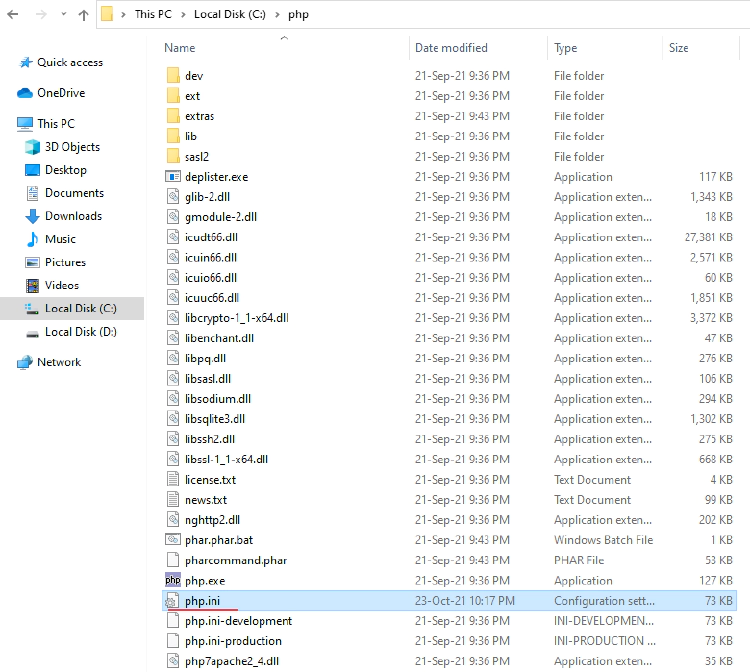 This PC > Local Disk (C:) > php
Name Date modified Type Size
Quick access
OneDrive
This PC
3D Objects
Desktop
Documents
Downloads
Music
Pictures
Videos
Local Disk (C:)
Local Disk (D:)
Network
dev 21-Sep-21 9:36 PM File folder
ext 21-Sep-21 9:36 PM File folder
extras 21-Sep-21 9:43 PM File folder
lib 21-Sep-21 9:36 PM File folder
sasl2 21-Sep-21 9:36 PM File folder
deplister.exe 21-Sep-21 9:36 PM Application 117 KB
glib-2.dll 21-Sep-21 9:36 PM Application exten... 1,343 KB
gmodule-2.dll 21-Sep-21 9:36 PM Application exten... 18 KB
icudt66.dll 21-Sep-21 9:36 PM Application exten... 27,381 KB
icuin66.dll 21-Sep-21 9:36 PM Application exten... 2,571 KB
icuio66.dll 21-Sep-21 9:36 PM Application exten... 60 KB
icuuc66.dll 21-Sep-21 9:36 PM Application exten... 1,851 KB
libcrypto-1_1-x64.dll 21-Sep-21 9:36 PM Application exten... 3,372 KB
libenchant.dll 21-Sep-21 9:36 PM Application exten... 47 KB
libpq.dll 21-Sep-21 9:36 PM Application exten... 276 KB
libsasl.dll 21-Sep-21 9:36 PM Application exten... 106 KB
libsodium.dll 21-Sep-21 9:36 PM Application exten... 294 KB
libsqlite3.dll 21-Sep-21 9:36 PM Application exten... 1,302 KB
libssh2.dll 21-Sep-21 9:36 PM Application exten... 275 KB
libssl-1_1-x64.dll 21-Sep-21 9:36 PM Application exten... 668 KB
license.txt 21-Sep-21 9:36 PM Text Document 4 KB
news.txt 21-Sep-21 9:36 PM Text Document 99 KB
nghttp2.dll 21-Sep-21 9:36 PM Application exten... 202 KB
phar.phar.bat 21-Sep-21 9:43 PM Windows Batch File 1 KB
pharcommand.phar 21-Sep-21 9:43 PM PHAR File 53 KB
php php.exe 21-Sep-21 9:36 PM Application 127 KB
php.ini 23-Oct-21 10:17 PM Configuration sett... 73 KB
php.ini-development 21-Sep-21 9:36 PM INI-DEVELOPMEN... 73 KB
php.ini-production 21-Sep-21 9:36 PM INI-PRODUCTION ... 73 KB
php7apache2_4.dll 21-Sep-21 9:36 PM Application exten... 35 KB